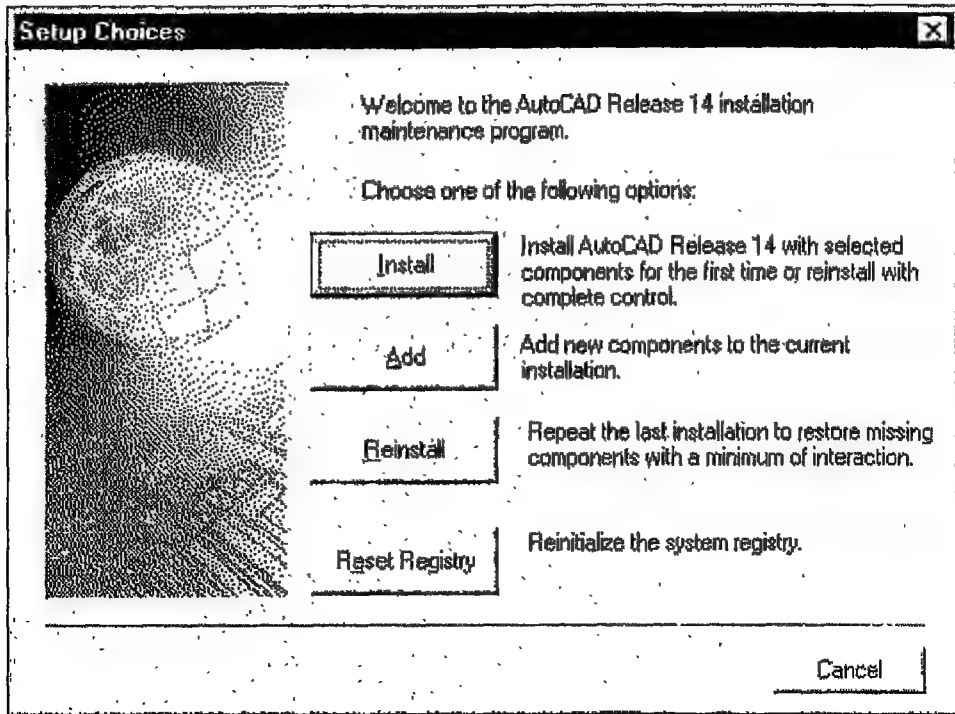 Setup Choices
Welcome to the AutoCAD Release 14 installation
maintenance program.
Choose one of the following options:
Install
Install AutoCAD Release 14 with selected
components for the first time or reinstall with
complete control.
Add
Add new components to the current
installation.
Reinstall
Repeat the last installation to restore missing
components with a minimum of interaction.
Reset Registry
Reinitialize the system registry.
Cancel